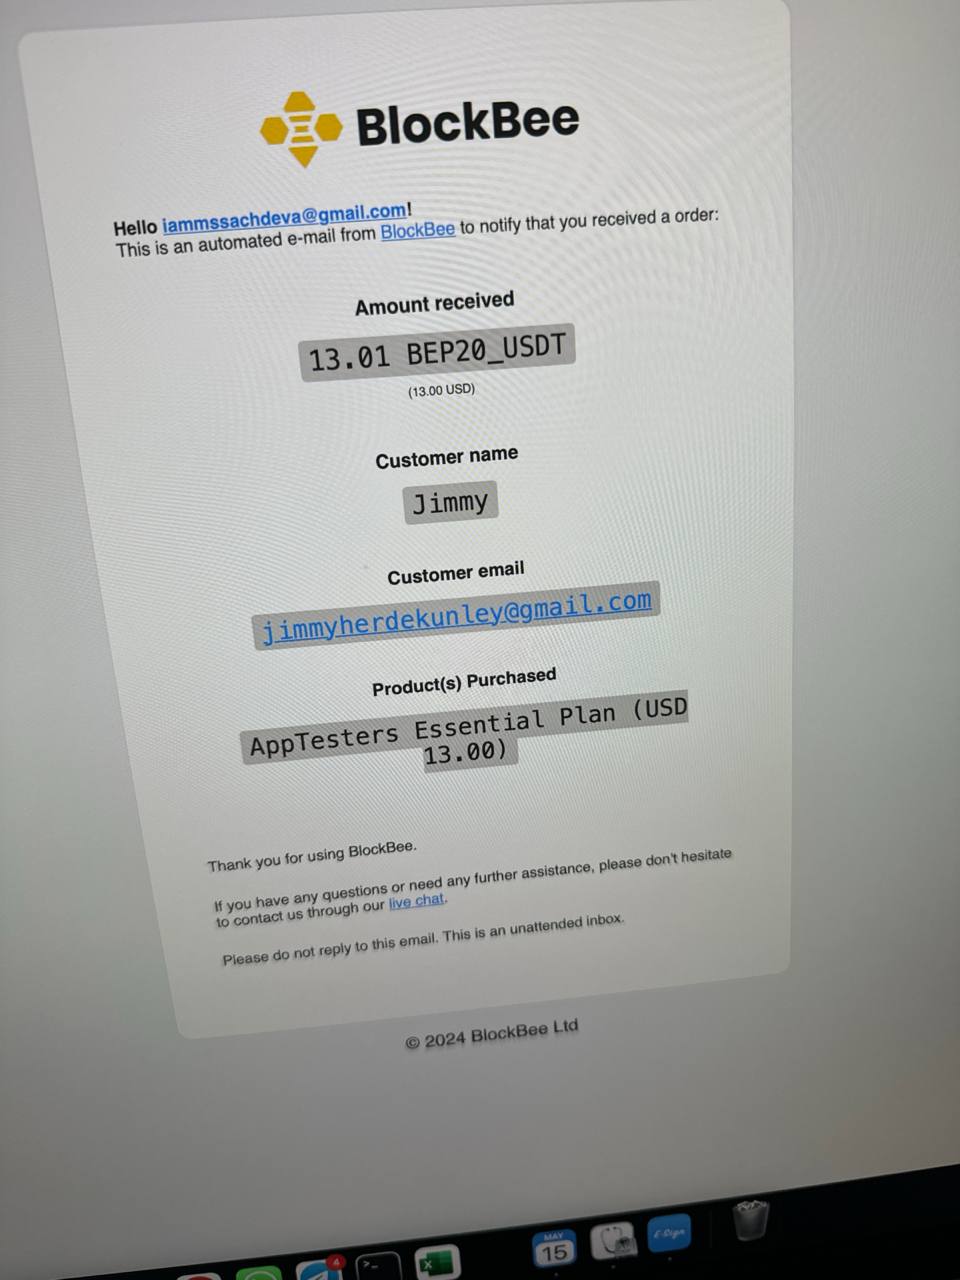 BlockBee
Hello iammssachdeva@gmail.com!
This is an automated e-mail from BlockBee to notify that you received a order:
Amount received
13.01 BEP20_USDT
(13.00 USD)
Customer name
Jimmy
Customer email
jimmyherdekunley@gmail.com
Product(s) Purchased
AppTesters Essential Plan (USD
13.00)
Thank you for using BlockBee.
If you have any questions or need any further assistance, please don't hesitate
to contact us through our live chat.
Please do not reply to this email. This is an unattended inbox.
© 2024 BlockBee Ltd
4
MAY
15
E-Sign